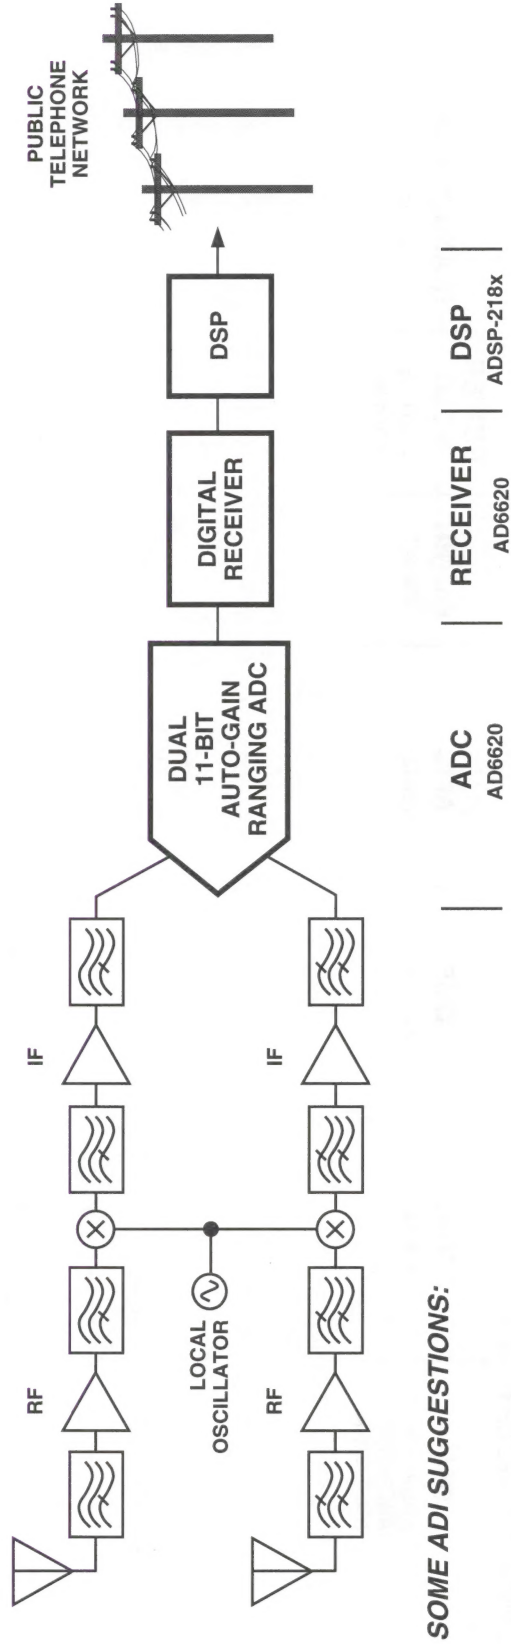 PUBLIC
TELEPHONE
NETWORK
RF
IF
LOCAL
OSCILLATOR
RF
IF
DUAL
11-BIT
AUTO-GAIN
RANGING ADC
DIGITAL
RECEIVER
DSP
SOME ADI SUGGESTIONS:
ADC
AD6620
RECEIVER
AD6620
DSP
ADSP-218x